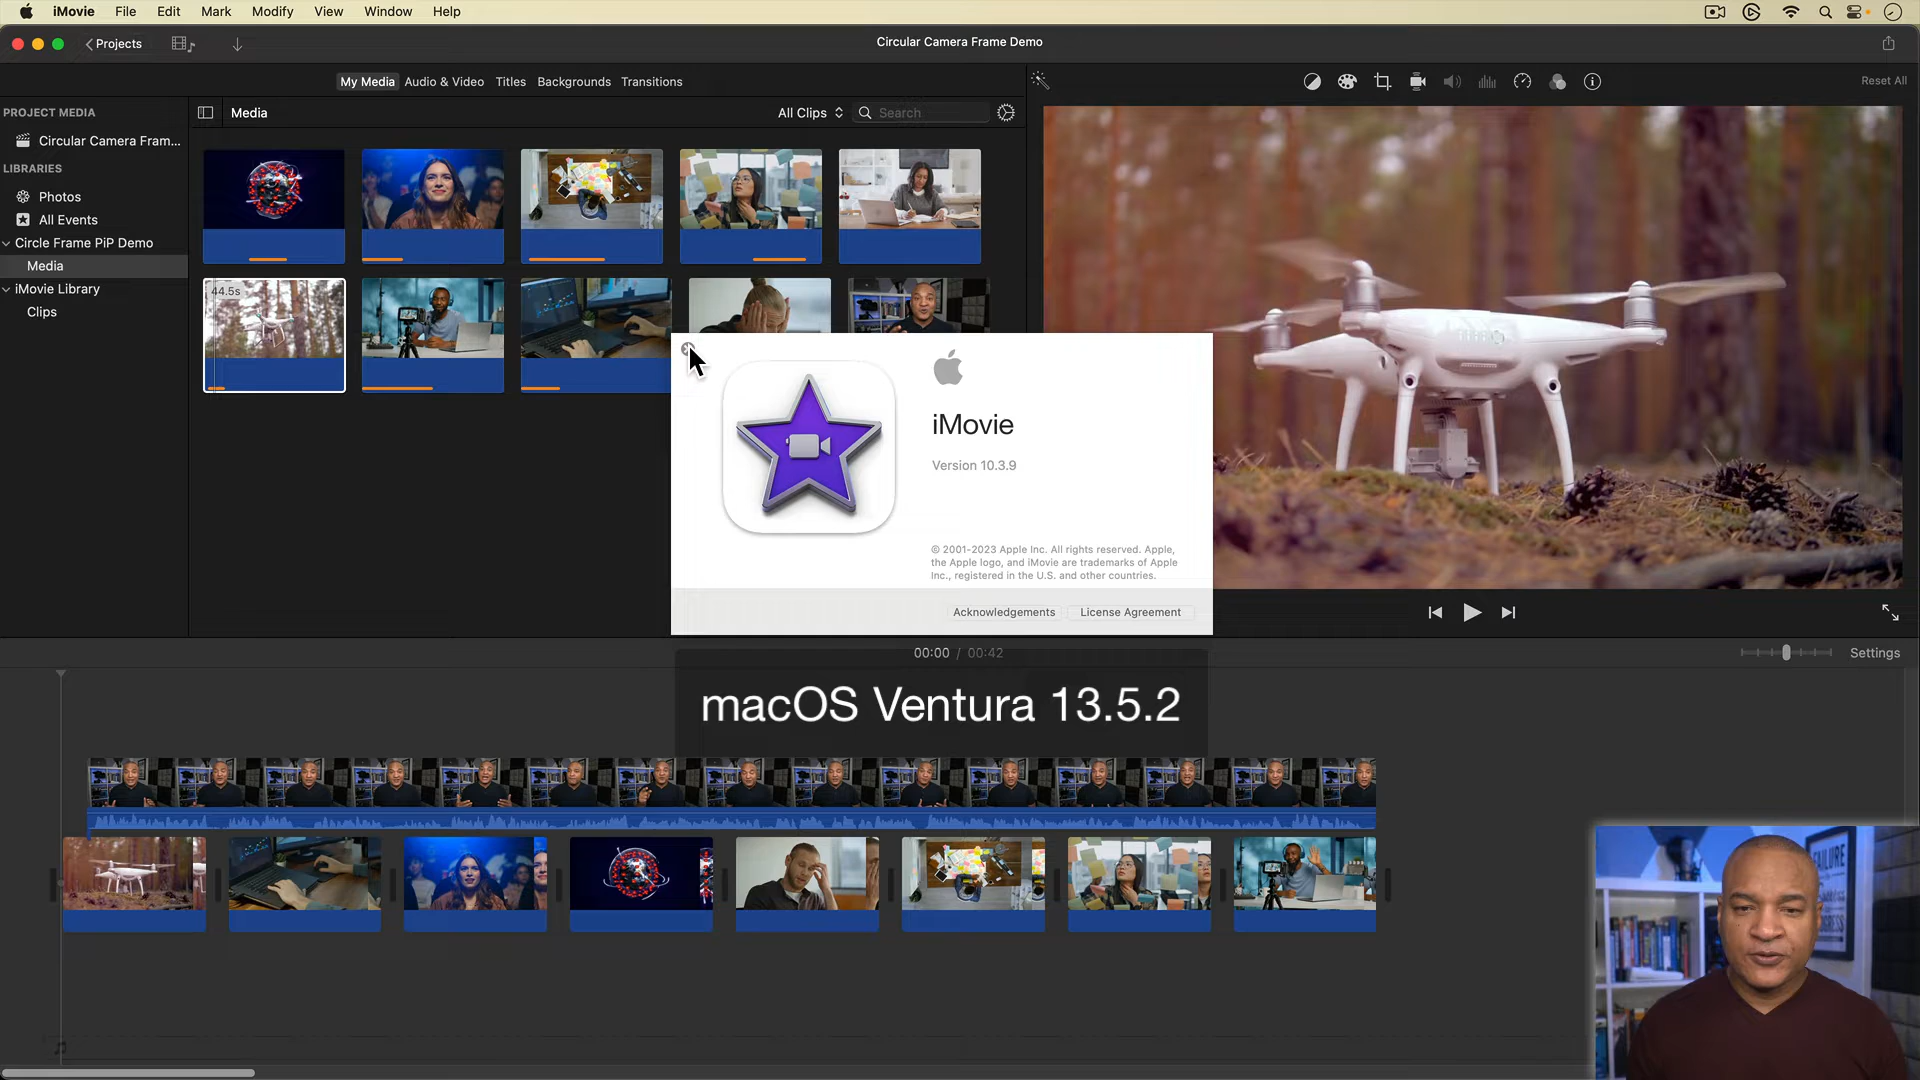 iMovie File Edit Mark Modify View Window Help
Projects
Circular Camera Frame Demo
My Media Audio & Video Titles Backgrounds Transitions
Reset All
PROJECT MEDIA
Media
All Clips
Search
Circular Camera Fram...
LIBRARIES
Photos
All Events
Circle Frame PiP Demo
Media
iMovie Library
Clips
44.5s
iMovie
Version 10.3.9
© 2001-2023 Apple Inc. All rights reserved. Apple,
the Apple logo, and iMovie are trademarks of Apple
Inc., registered in the U.S. and other countries.
Acknowledgements License Agreement
00:00 / 00:42
Settings
macOS Ventura 13.5.2
FAILURE